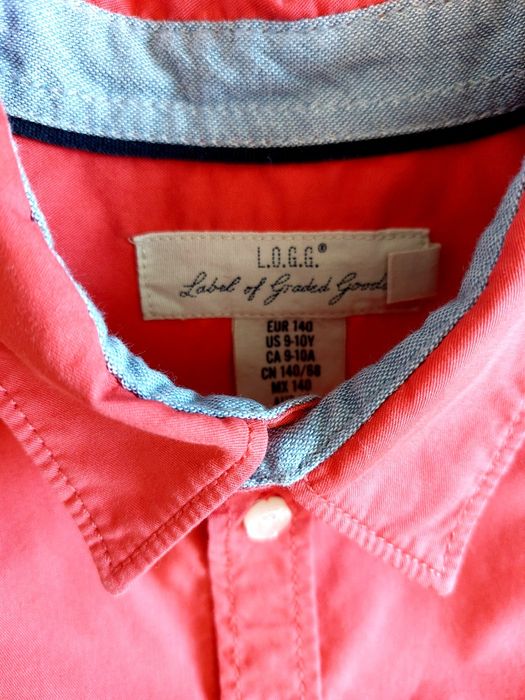 L.O.G.G.®
Label of Graded Goods
EUR 140
US 9-10Y
CA 9-10A
CN 140/68
MX 140